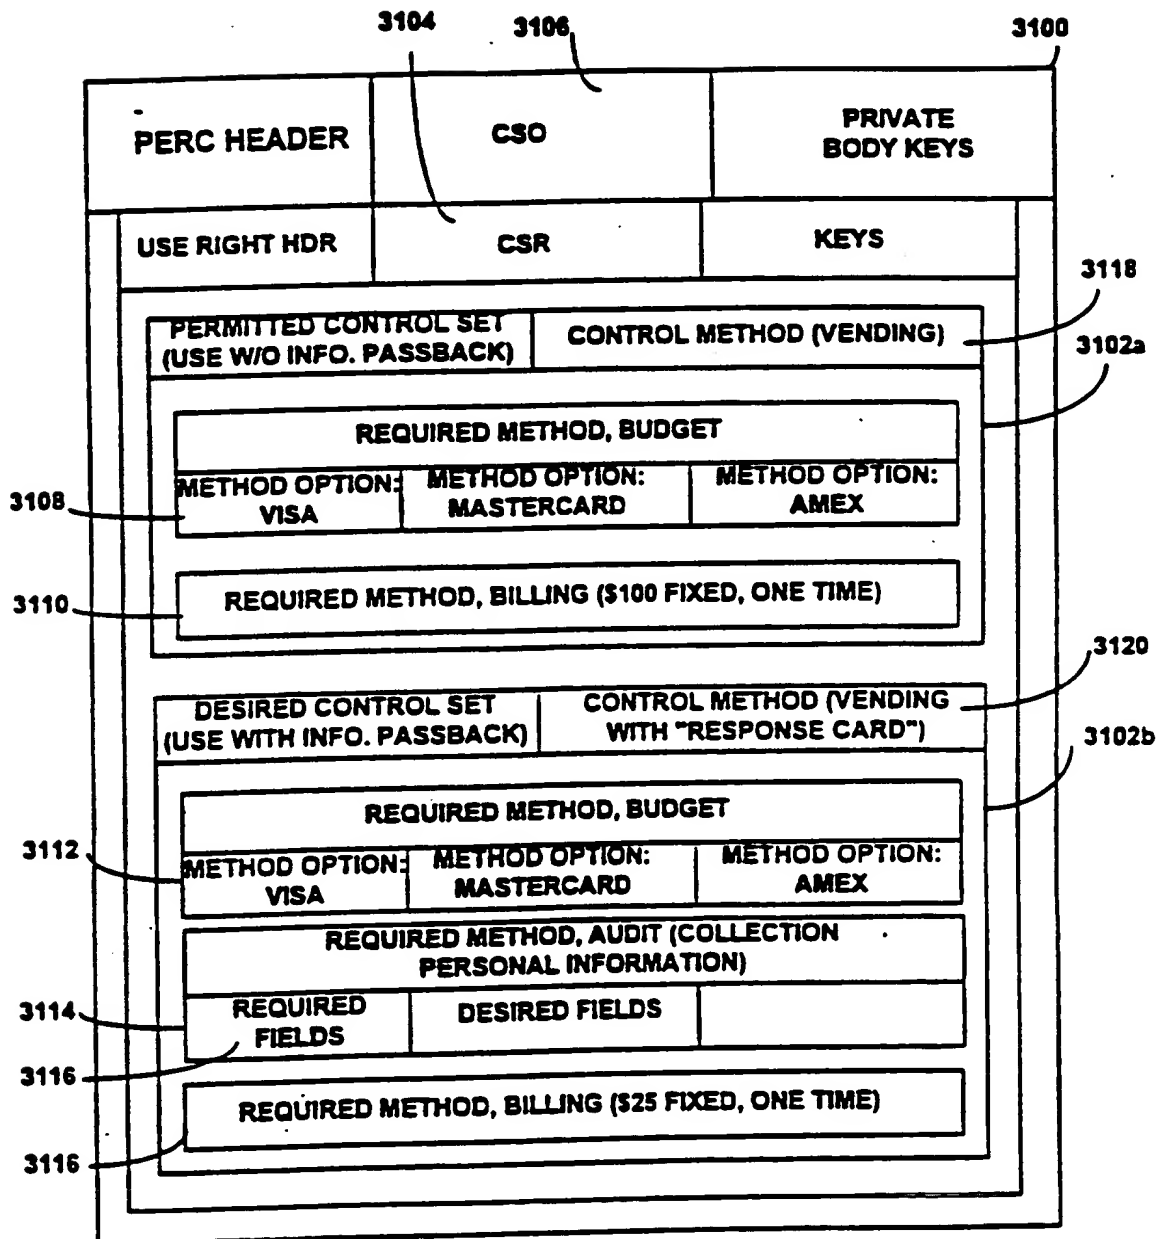 3104
3106
3100
PERC HEADER
CSO
PRIVATE
BODY KEYS
USE RIGHT HDR
CSR
KEYS
3118
PERMITTED CONTROL SET
(USE W/O INFO. PASSBACK)
CONTROL METHOD (VENDING)
3102a
REQUIRED METHOD, BUDGET
METHOD OPTION:
VISA
METHOD OPTION:
MASTERCARD
METHOD OPTION:
AMEX
3108
3110
REQUIRED METHOD, BILLING ($100 FIXED, ONE TIME)
3120
DESIRED CONTROL SET
(USE WITH INFO. PASSBACK)
CONTROL METHOD (VENDING
WITH "RESPONSE CARD")
3102b
REQUIRED METHOD, BUDGET
3112
METHOD OPTION:
VISA
METHOD OPTION:
MASTERCARD
METHOD OPTION:
AMEX
REQUIRED METHOD, AUDIT (COLLECTION
PERSONAL INFORMATION)
3114
REQUIRED
FIELDS
DESIRED FIELDS
3116
REQUIRED METHOD, BILLING ($25 FIXED, ONE TIME)
3116